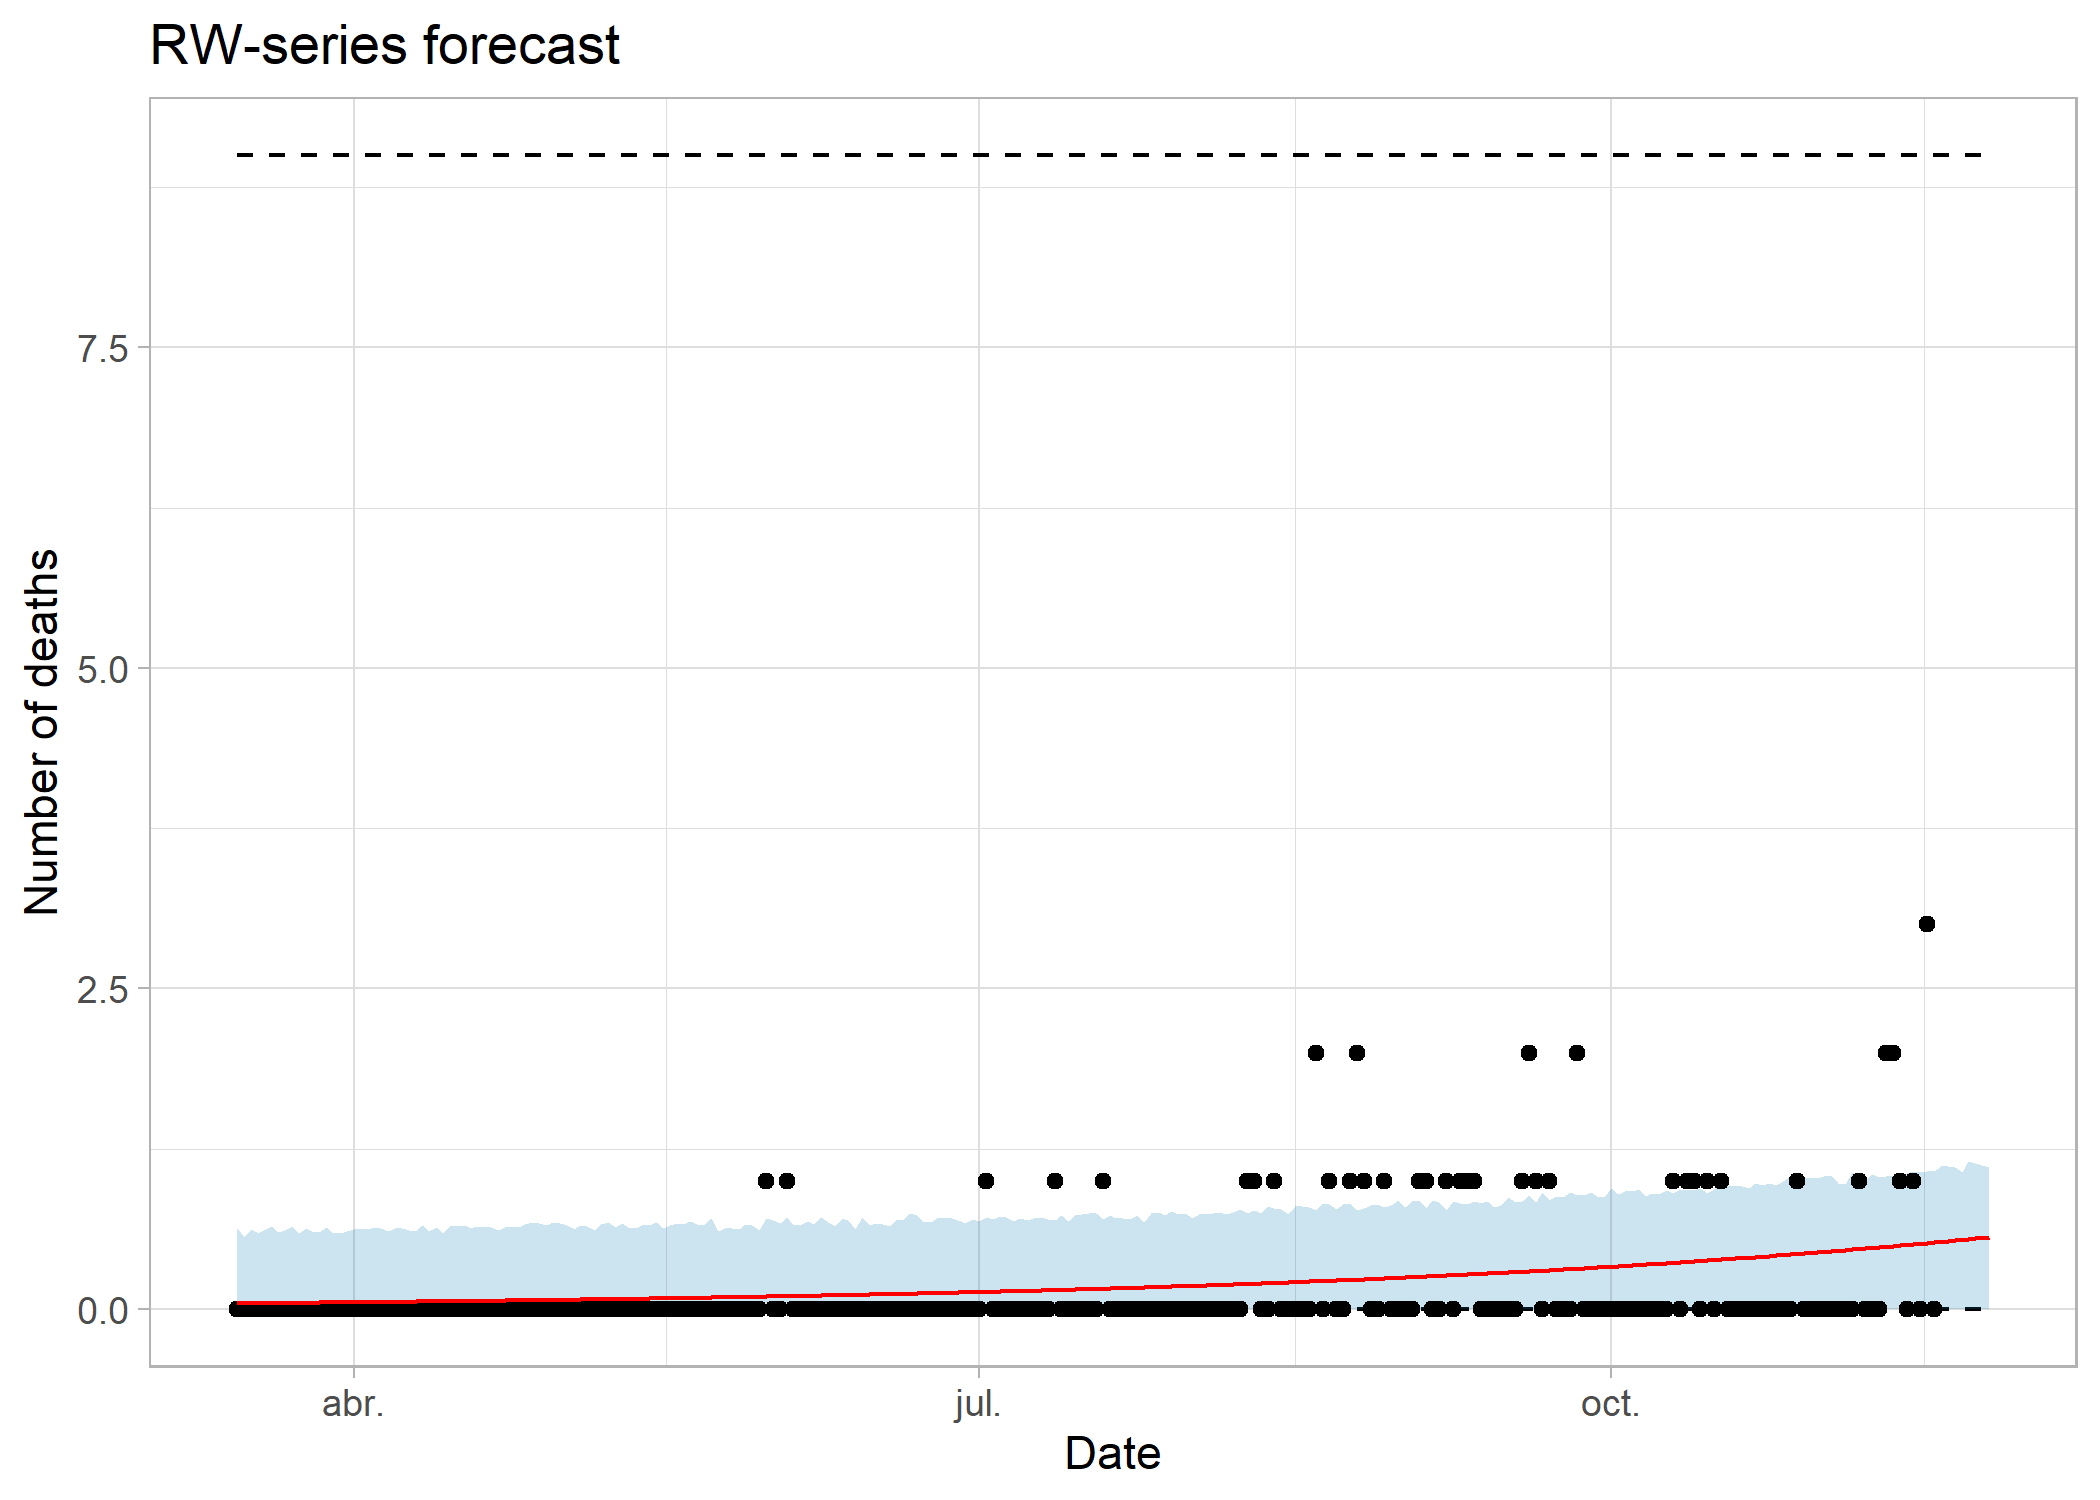 RW-series forecast
Number of deaths
7.5
5.0
2.5
0.0
abr.
jul.
oct.
Date